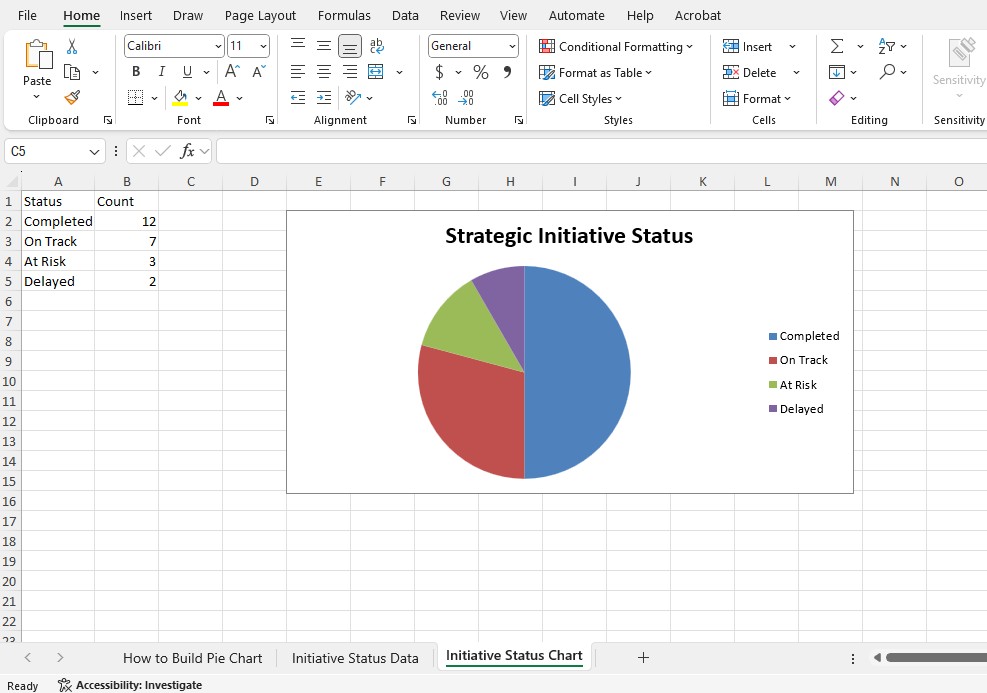 File Home Insert Draw Page Layout Formulas Data Review View Automate Help Acrobat
Paste
Clipboard
Calibri 11
B I U A A
A
Font
ab
Alignment
General
$ % 9
.00 .00
Number
Conditional Formatting
Format as Table
Cell Styles
Styles
Insert
Delete
Format
Cells
Editing
Sensitivity
Sensitivity
C5 fx
A B C D E F G H I J K L M N O
1 Status Count
2 Completed 12
3 On Track 7
4 At Risk 3
5 Delayed 2
6
7
8
9
10
11
12
13
14
15
16
17
18
19
20
21
22
23
Strategic Initiative Status
Completed
On Track
At Risk
Delayed
How to Build Pie Chart Initiative Status Data Initiative Status Chart
Ready Accessibility: Investigate